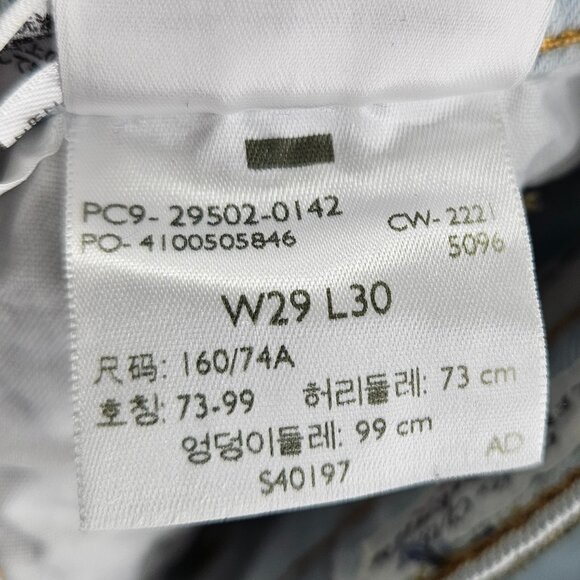 PC9- 29502-0142 CW- 2221
PO- 4100505846 5096
W29 L30
尺码: 160/74A
호칭: 73-99 허리둘레: 73 cm
엉덩이둘레: 99 cm
AD
S40197